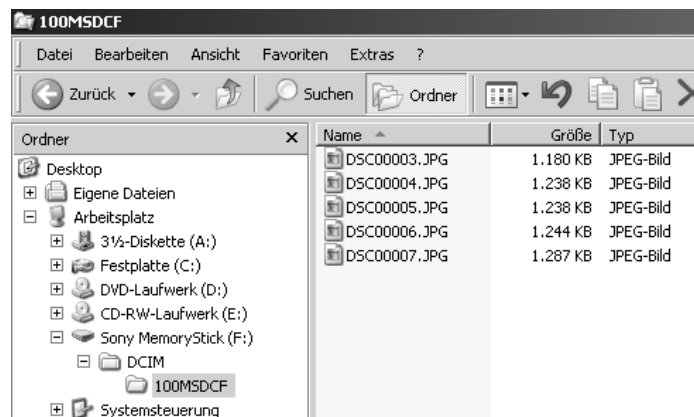 100MSDCF
Datei Bearbeiten Ansicht Favoriten Extras ?
Zurück Suchen Ordner
Ordner x
Desktop
Eigene Dateien
Arbeitsplatz
3½-Diskette (A:)
Festplatte (C:)
DVD-Laufwerk (D:)
CD-RW-Laufwerk (E:)
Sony MemoryStick (F:)
DCIM
100MSDCF
Systemsteuerung
Name Größe Typ
DSC00003.JPG 1.180 KB JPEG-Bild
DSC00004.JPG 1.238 KB JPEG-Bild
DSC00005.JPG 1.238 KB JPEG-Bild
DSC00006.JPG 1.244 KB JPEG-Bild
DSC00007.JPG 1.287 KB JPEG-Bild